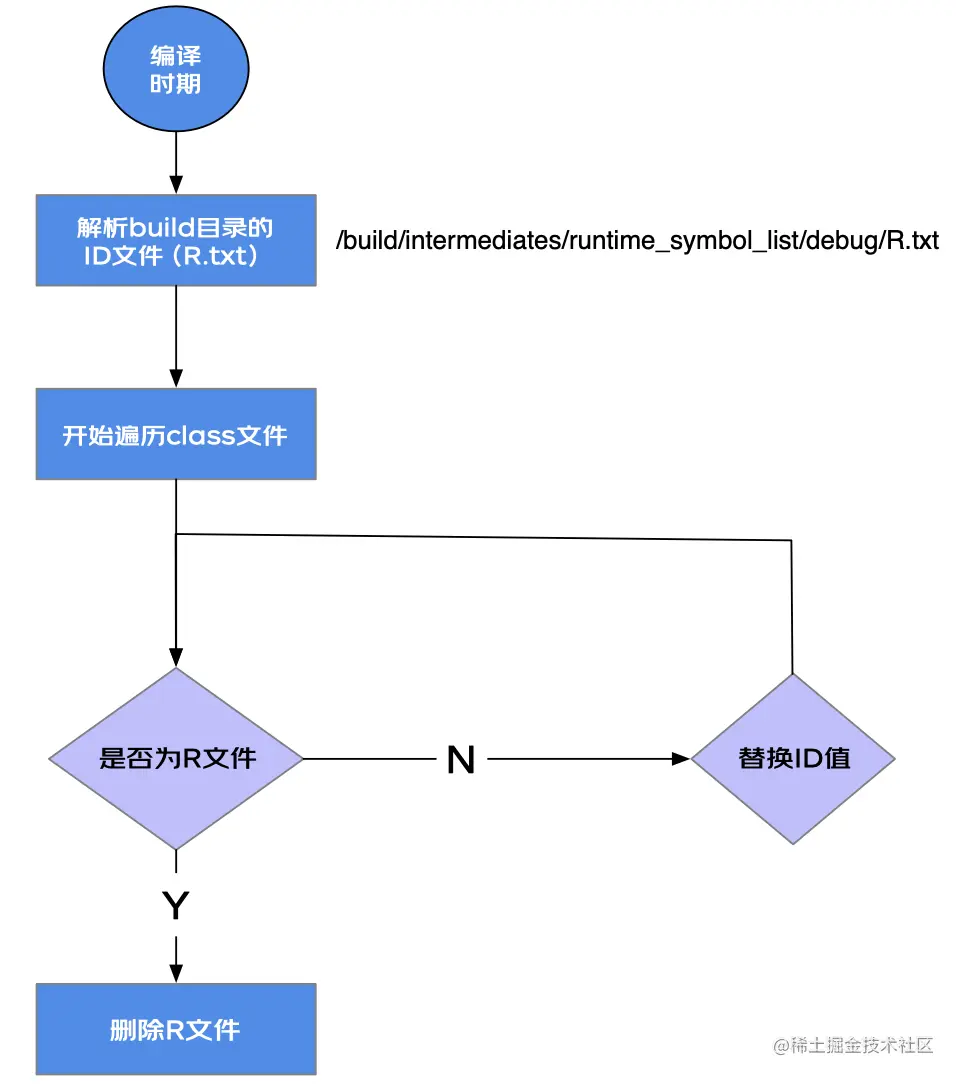 编译
时期
解析build目录的
ID文件（R.txt）
/build/intermediates/runtime_symbol_list/debug/R.txt
开始遍历class文件
是否为R文件
N
替换ID值
Y
删除R文件
@稀土掘金技术社区